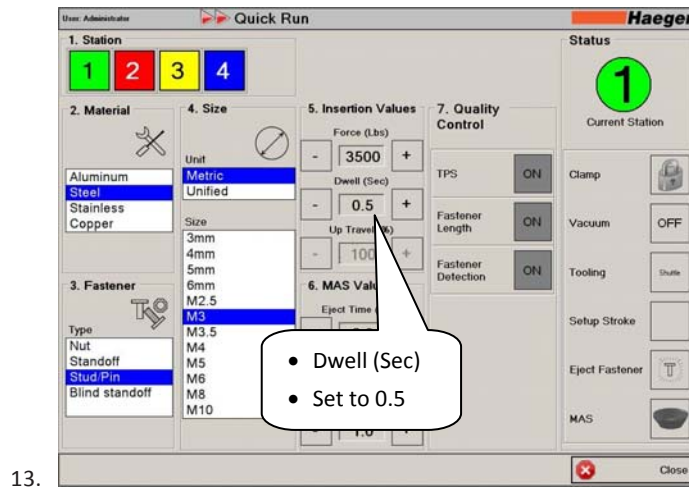 User: Administrator
Quick Run
Haeger
1. Station
1 2 3 4
Status
1
Current Station
2. Material
Aluminum
Steel
Stainless
Copper
3. Fastener
Type
Nut
Standoff
Stud/Pin
Blind standoff
4. Size
Unit
Metric
Unified
Size
3mm
4mm
5mm
6mm
M2.5
M3
M3.5
M4
M5
M6
M8
M10
5. Insertion Values
Force (Lbs)
- 3500 +
Dwell (Sec)
- 0.5 +
Up Travel
- 100 +
6. MAS
Eject Time
- 1.0 +
7. Quality
Control
TPS ON
Fastener
Length ON
Fastener
Detection ON
Clamp
Vacuum OFF
Tooling Shuttle
Setup Stroke
Eject Fastener
MAS
Close
• Dwell (Sec)
• Set to 0.5
13.